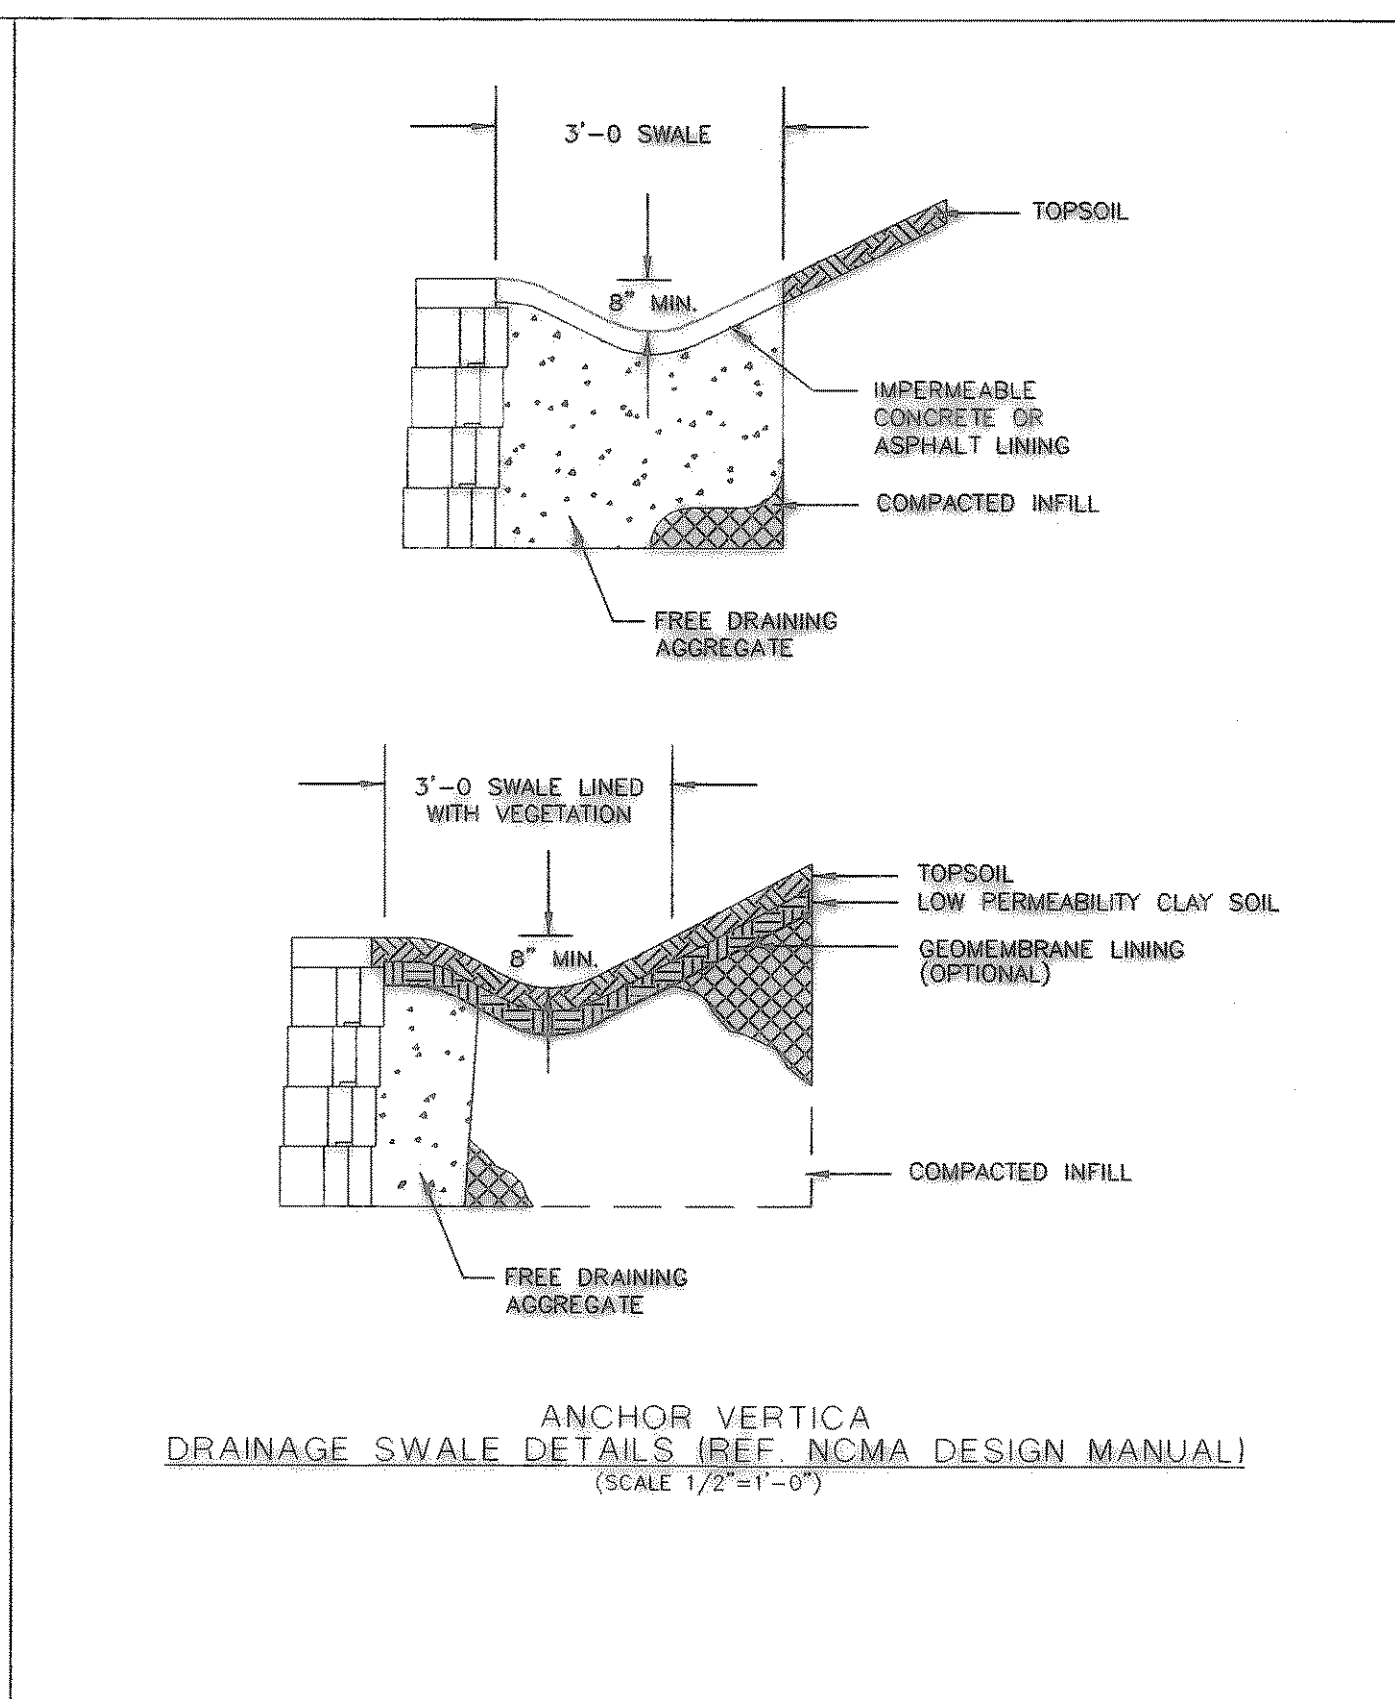 3'-0 SWALE
TOPSOIL
8" MIN.
IMPERMEABLE
CONCRETE OR
ASPHALT LINING
COMPACTED INFILL
FREE DRAINING
AGGREGATE
3'-0 SWALE LINED
WITH VEGETATION
TOPSOIL
LOW PERMEABILITY CLAY SOIL
8" MIN.
GEOMEMBRANE LINING
(OPTIONAL)
COMPACTED INFILL
FREE DRAINING
AGGREGATE
ANCHOR VERTICA
DRAINAGE SWALE DETAILS (REF. NCMA DESIGN MANUAL)
(SCALE 1/2"=1'-0")